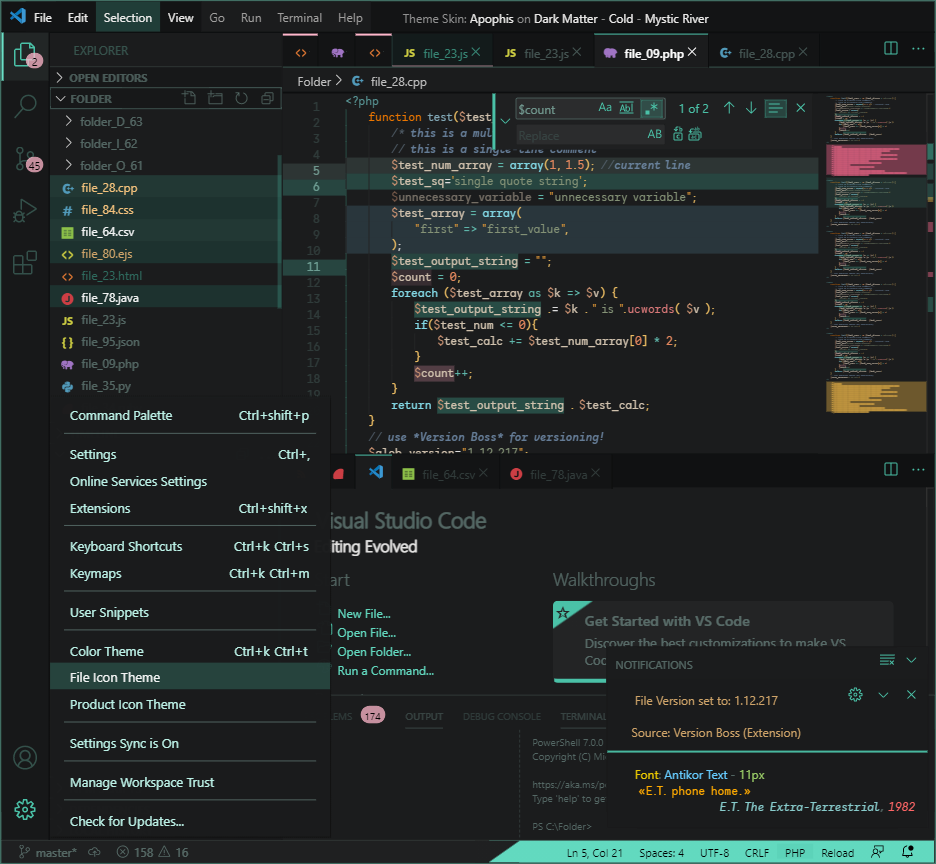 File Edit Selection View Go Run Terminal Help Theme Skin: Apophis on Dark Matter - Cold - Mystic River
2
EXPLORER
JS file_23.js JS file_23.js file_09.php file_28.cpp
OPEN EDITORS
Folder > file_28.cpp
FOLDER
folder_D_63
folder_I_62
folder_O_61
45
file_28.cpp
# file_84.css
file_64.csv
<> file_80.ejs
<> file_23.html
file_78.java
JS file_23.js
{} file_95.json
file_09.php
file_35.py
$count Aa Abl .* 1 of 2
Replace AB
1 <?php
2 function test($test
3 /* this is a mul
4 // this is a single-line comment
5 $test_num_array = array(1, 1.5); //current line
6 $test_sq='single quote string';
7 $unnecessary_variable = "unnecessary variable";
8 $test_array = array(
9 "first" => "first_value",
10 );
11 $test_output_string = "";
12 $count = 0;
13 foreach ($test_array as $k => $v) {
14 $test_output_string .= $k . " is ".ucwords( $v );
15 if($test_num <= 0){
16 $test_calc += $test_num_array[0] * 2;
17 }
18 $count++;
19 }
return $test_output_string . $test_calc;
}
// use *Version Boss* for versioning!
$glob_version="1.12.217";
Command Palette Ctrl+shift+p
Settings Ctrl+,
Online Services Settings
Extensions Ctrl+shift+x
Keyboard Shortcuts Ctrl+k Ctrl+s
Keymaps Ctrl+k Ctrl+m
User Snippets
Color Theme Ctrl+k Ctrl+t
File Icon Theme
Product Icon Theme
Settings Sync is On
Manage Workspace Trust
Check for Updates...
file_64.csv file_78.java
isual Studio Code
iting Evolved
art
New File...
Open File...
Open Folder...
Run a Command...
Walkthroughs
Get Started with VS Code
Discover the best customizations to make VS
Coc
NOTIFICATIONS
File Version set to: 1.12.217
Source: Version Boss (Extension)
Font: Antikor Text - 11px
«E.T. phone home.»
E.T. The Extra-Terrestrial, 1982
EMS 174 OUTPUT DEBUG CONSOLE TERMINAL
PowerShell 7.0.0
Copyright (C) Mi
https://aka.ms/p
Type 'help' to ge
PS C:\Folder>
master* 158 16 Ln 5, Col 21 Spaces: 4 UTF-8 CRLF PHP Reload